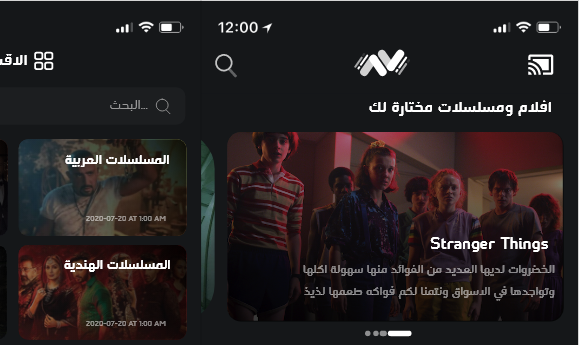 12:00
افلام ومسلسلات مختارة لك
Stranger Things
الخضروات لديها العديد من الفوائد منها سهولة اكلها
وتواجدها في الاسواق ونتمنا لكم فواكه طعمها لذيذ
البحث...
المسلسلات العربية
2020-07-20 AT 1:00 AM
المسلسلات الهندية
2020-07-20 AT 1:00 AM